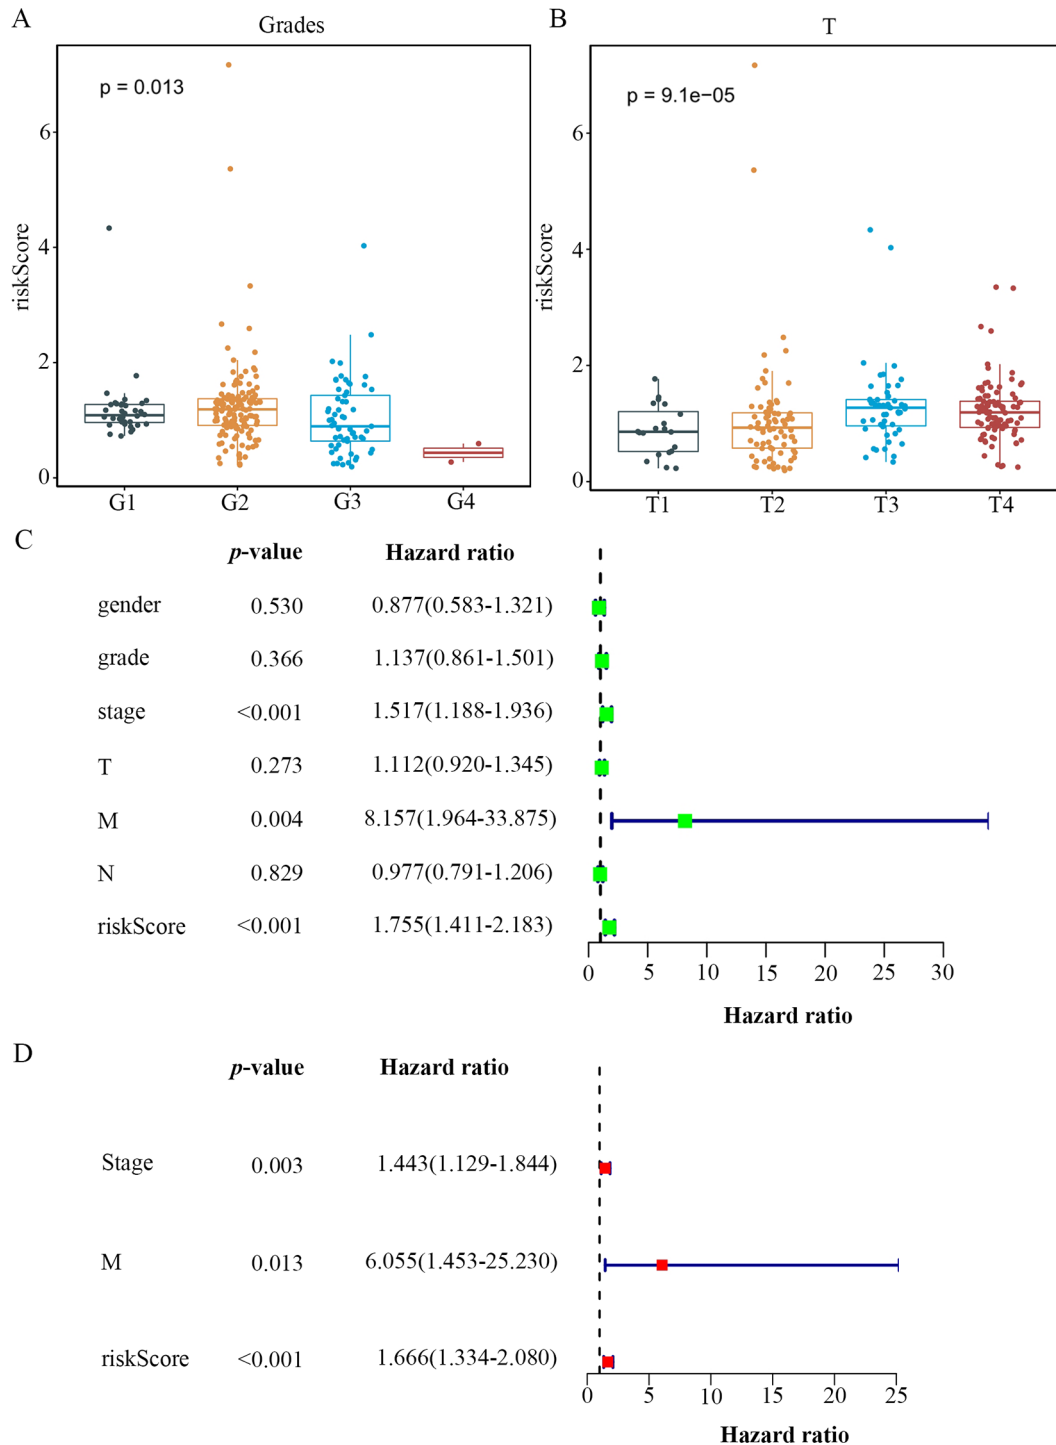 A
Grades
p = 0.013
riskScore
6
4
2
0
G1 G2 G3 G4
B
T
p = 9.1e−05
riskScore
6
4
2
0
T1 T2 T3 T4
C
p-value Hazard ratio
gender 0.530 0.877(0.583-1.321)
grade 0.366 1.137(0.861-1.501)
stage <0.001 1.517(1.188-1.936)
T 0.273 1.112(0.920-1.345)
M 0.004 8.157(1.964-33.875)
N 0.829 0.977(0.791-1.206)
riskScore <0.001 1.755(1.411-2.183)
0 5 10 15 20 25 30
Hazard ratio
D
p-value Hazard ratio
Stage 0.003 1.443(1.129-1.844)
M 0.013 6.055(1.453-25.230)
riskScore <0.001 1.666(1.334-2.080)
0 5 10 15 20 25
Hazard ratio